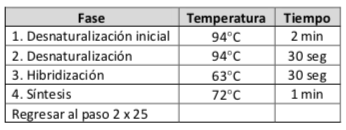 Fase Temperatura Tiempo
1. Desnaturalización inicial 94°C 2 min
2. Desnaturalización 94°C 30 seg
3. Hibridización 63°C 30 seg
4. Síntesis 72°C 1 min
Regresar al paso 2 x 25